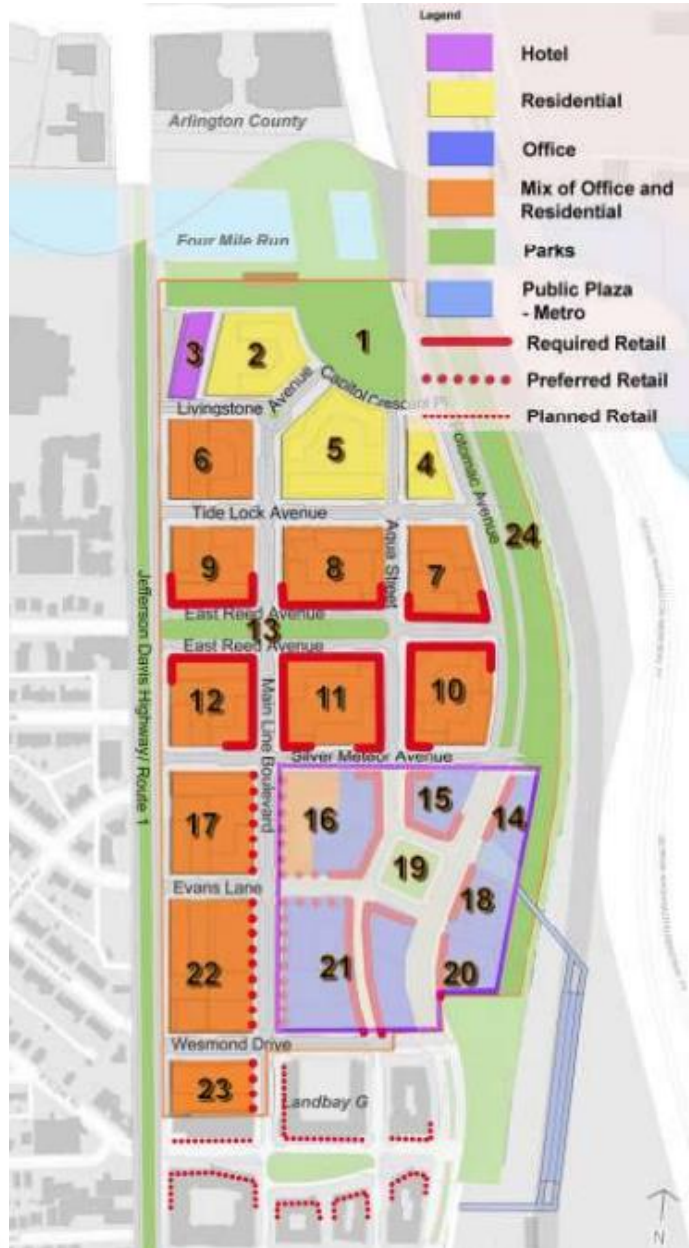 Legend
Hotel
Residential
Office
Mix of Office and
Residential
Parks
Public Plaza
- Metro
Required Retail
Preferred Retail
Planned Retail
Arlington County
Four Mile Run
1
2
3
Livingstone Avenue
Capitol Crescent Pl
4
5
6
Potomac Avenue
Tide Lock Avenue
24
Aqua Street
7
8
9
East Reed Avenue
13
East Reed Avenue
Jefferson Davis Highway/ Route 1
Main Line Boulevard
10
11
12
Silver Meteor Avenue
14
15
16
17
19
Evans Lane
18
20
21
22
Wesmond Drive
23
Landbay G
N